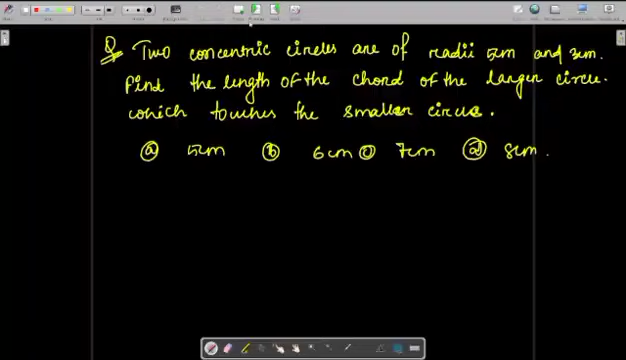 Q Two concentric circles are of radii 5cm and 3cm.
Find the length of the chord of the larger circle.
which touches the smaller circle.
(a) 5cm (b) 6cm (c) 7cm (d) 8cm.